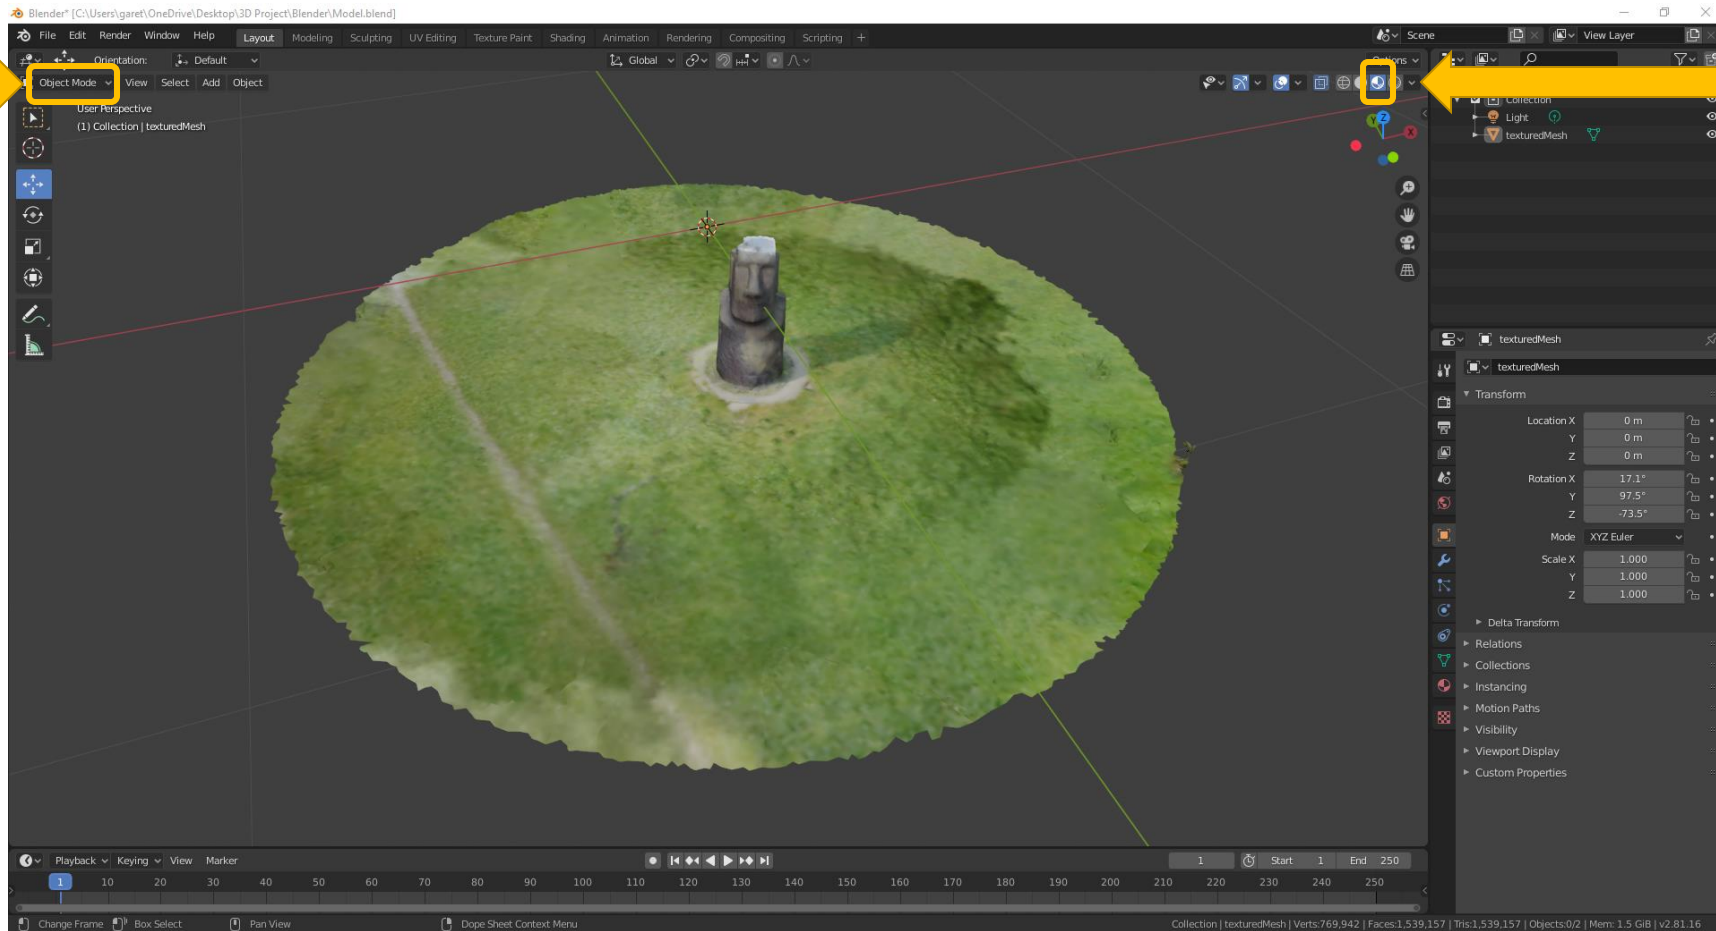 Blender* [C:\Users\garet\OneDrive\Desktop\3D Project\Blender\Model.blend]
File Edit Render Window Help Layout Modeling Sculpting UV Editing Texture Paint Shading Animation Rendering Compositing Scripting + Scene View Layer
Orientation: Default Global Options
Object Mode View Select Add Object
User Perspective
(1) Collection | texturedMesh
Z
X
Collection
Light
texturedMesh
texturedMesh
texturedMesh
Transform
Location X 0 m
Y 0 m
Z 0 m
Rotation X 17.1°
Y 97.5°
Z -73.5°
Mode XYZ Euler
Scale X 1.000
Y 1.000
Z 1.000
Delta Transform
Relations
Collections
Instancing
Motion Paths
Visibility
Viewport Display
Custom Properties
Playback Keying View Marker 1 Start 1 End 250
1 10 20 30 40 50 60 70 80 90 100 110 120 130 140 150 160 170 180 190 200 210 220 230 240 250
Change Frame Box Select Pan View Dope Sheet Context Menu Collection | texturedMesh | Verts:769,942 | Faces:1,539,157 | Tris:1,539,157 | Objects:0/2 | Mem: 1.5 GiB | v2.81.16